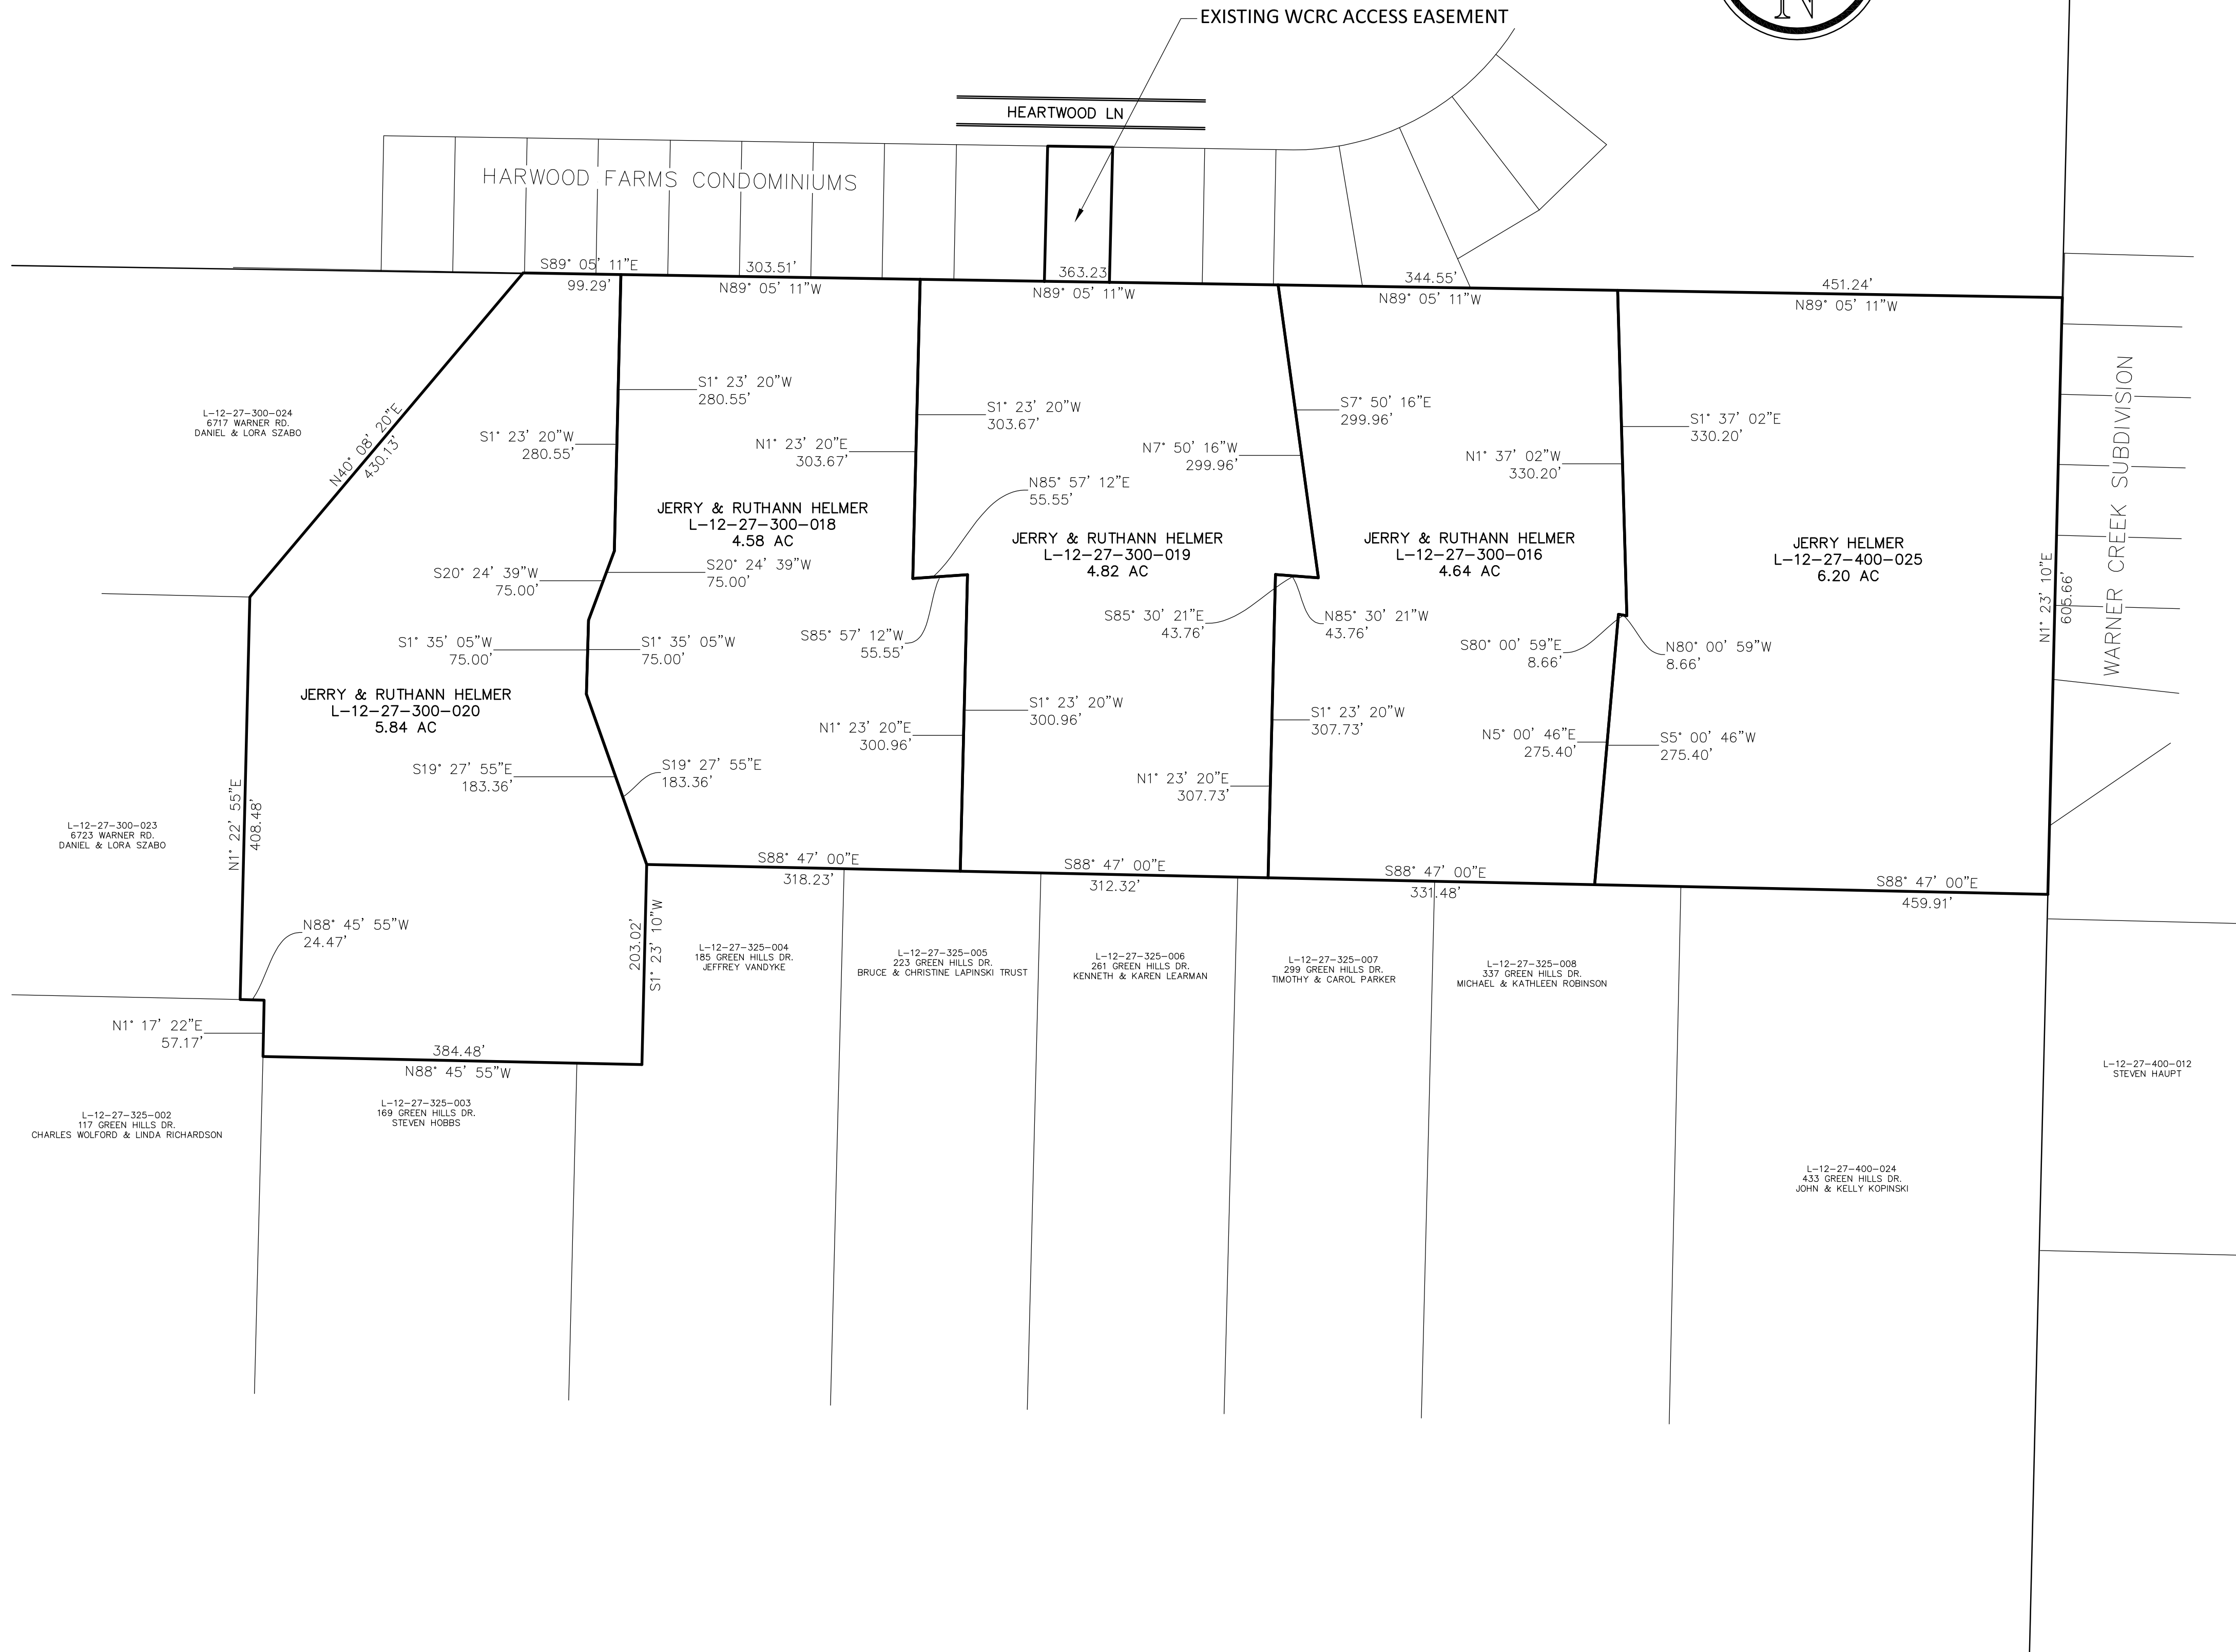 N
EXISTING WCRC ACCESS EASEMENT
HEARTWOOD LN
HARWOOD FARMS CONDOMINIUMS
S89° 05' 11"E
99.29'
303.51'
N89° 05' 11"W
363.23
N89° 05' 11"W
344.55'
N89° 05' 11"W
451.24'
N89° 05' 11"W
L-12-27-300-024
6717 WARNER RD.
DANIEL & LORA SZABO
N40° 08' 20"E
430.13'
S1° 23' 20"W
280.55'
S1° 23' 20"W
280.55'
N1° 23' 20"E
303.67'
S1° 23' 20"W
303.67'
N7° 50' 16"W
299.96'
S7° 50' 16"E
299.96'
N1° 37' 02"W
330.20'
S1° 37' 02"E
330.20'
N85° 57' 12"E
55.55'
JERRY & RUTHANN HELMER
L-12-27-300-018
4.58 AC
JERRY & RUTHANN HELMER
L-12-27-300-019
4.82 AC
JERRY & RUTHANN HELMER
L-12-27-300-016
4.64 AC
JERRY HELMER
L-12-27-400-025
6.20 AC
N1° 23' 10"E
605.66'
WARNER CREEK SUBDIVISION
S20° 24' 39"W
75.00'
S20° 24' 39"W
75.00'
S1° 35' 05"W
75.00'
S1° 35' 05"W
75.00'
S85° 57' 12"W
55.55'
S85° 30' 21"E
43.76'
N85° 30' 21"W
43.76'
S80° 00' 59"E
8.66'
N80° 00' 59"W
8.66'
JERRY & RUTHANN HELMER
L-12-27-300-020
5.84 AC
N1° 23' 20"E
300.96'
S1° 23' 20"W
300.96'
S1° 23' 20"W
307.73'
N5° 00' 46"E
275.40'
S5° 00' 46"W
275.40'
S19° 27' 55"E
183.36'
S19° 27' 55"E
183.36'
N1° 23' 20"E
307.73'
L-12-27-300-023
6723 WARNER RD.
DANIEL & LORA SZABO
N1° 22' 55"E
408.48'
S88° 47' 00"E
318.23'
S88° 47' 00"E
312.32'
S88° 47' 00"E
331.48'
S88° 47' 00"E
459.91'
N88° 45' 55"W
24.47'
203.02'
S1° 23' 10"W
L-12-27-325-004
185 GREEN HILLS DR.
JEFFREY VANDYKE
L-12-27-325-005
223 GREEN HILLS DR.
BRUCE & CHRISTINE LAPINSKI TRUST
L-12-27-325-006
261 GREEN HILLS DR.
KENNETH & KAREN LEARMAN
L-12-27-325-007
299 GREEN HILLS DR.
TIMOTHY & CAROL PARKER
L-12-27-325-008
337 GREEN HILLS DR.
MICHAEL & KATHLEEN ROBINSON
N1° 17' 22"E
57.17'
384.48'
N88° 45' 55"W
L-12-27-400-012
STEVEN HAUPT
L-12-27-325-002
117 GREEN HILLS DR.
CHARLES WOLFORD & LINDA RICHARDSON
L-12-27-325-003
169 GREEN HILLS DR.
STEVEN HOBBS
L-12-27-400-024
433 GREEN HILLS DR.
JOHN & KELLY KOPINSKI